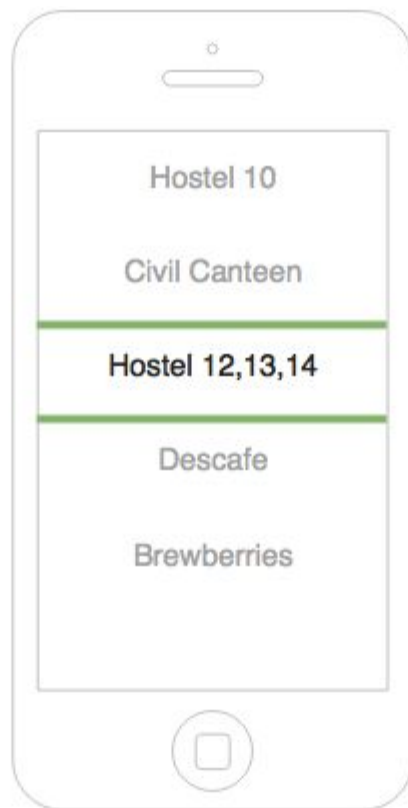 Hostel 10
Civil Canteen
Hostel 12,13,14
Descafe
Brewberries